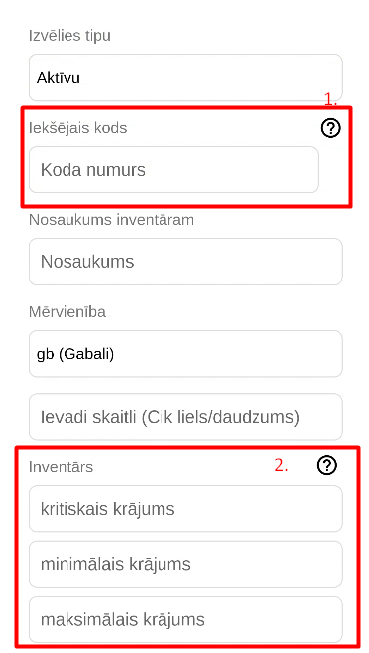 Izvēlies tipu
Aktīvu
1.
Iekšējais kods
?
Koda numurs
Nosaukums inventāram
Nosaukums
Mērvienība
gb (Gabali)
Ievadi skaitli (Cik liels/daudzums)
Inventārs
2.
?
kritiskais krājums
minimālais krājums
maksimālais krājums